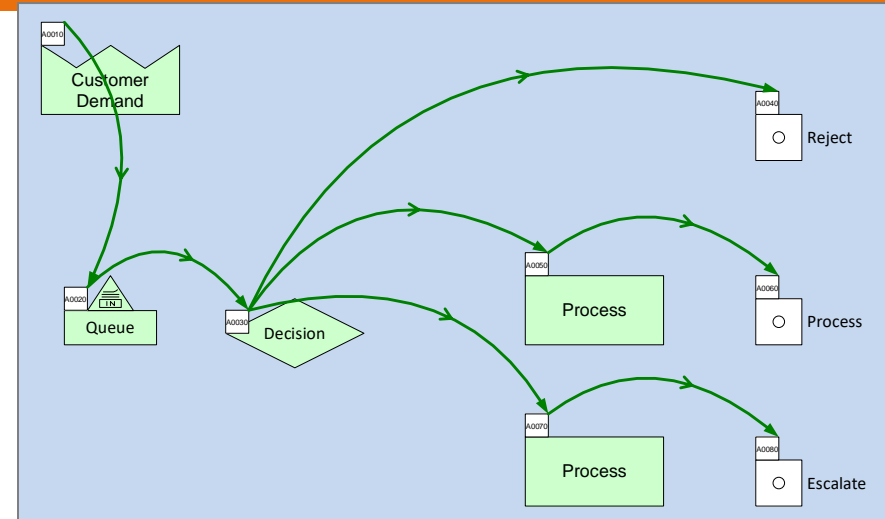 A0010
Customer
Demand
A0040
Reject
A0050
Process
A0060
Process
A0020
IN
Queue
A0030
Decision
A0070
Process
A0080
Escalate